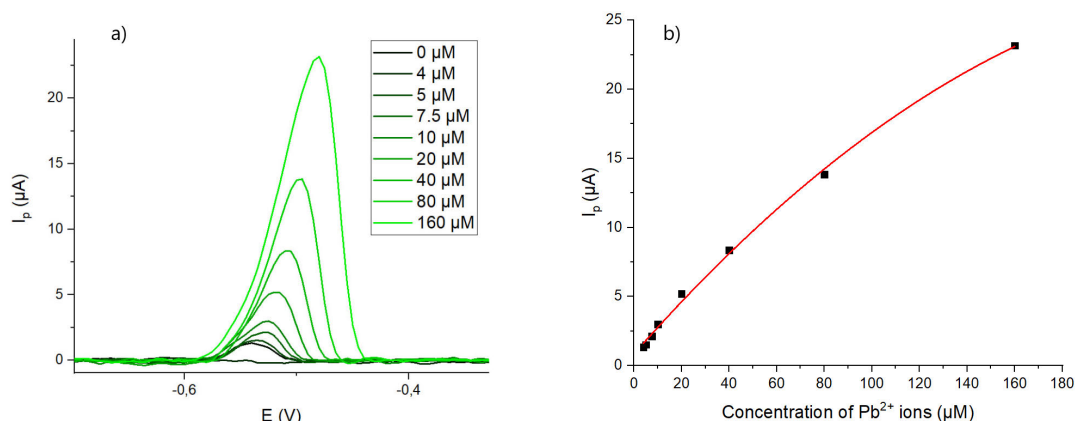 a)
0 µM
4 µM
5 µM
7.5 µM
10 µM
20 µM
40 µM
80 µM
160 µM
20
15
10
5
0
-0,6
-0,4
I_p (µA)
E (V)
b)
25
20
15
10
5
0
0
20
40
60
80
100
120
140
160
180
I_p (µA)
Concentration of Pb²⁺ ions (µM)